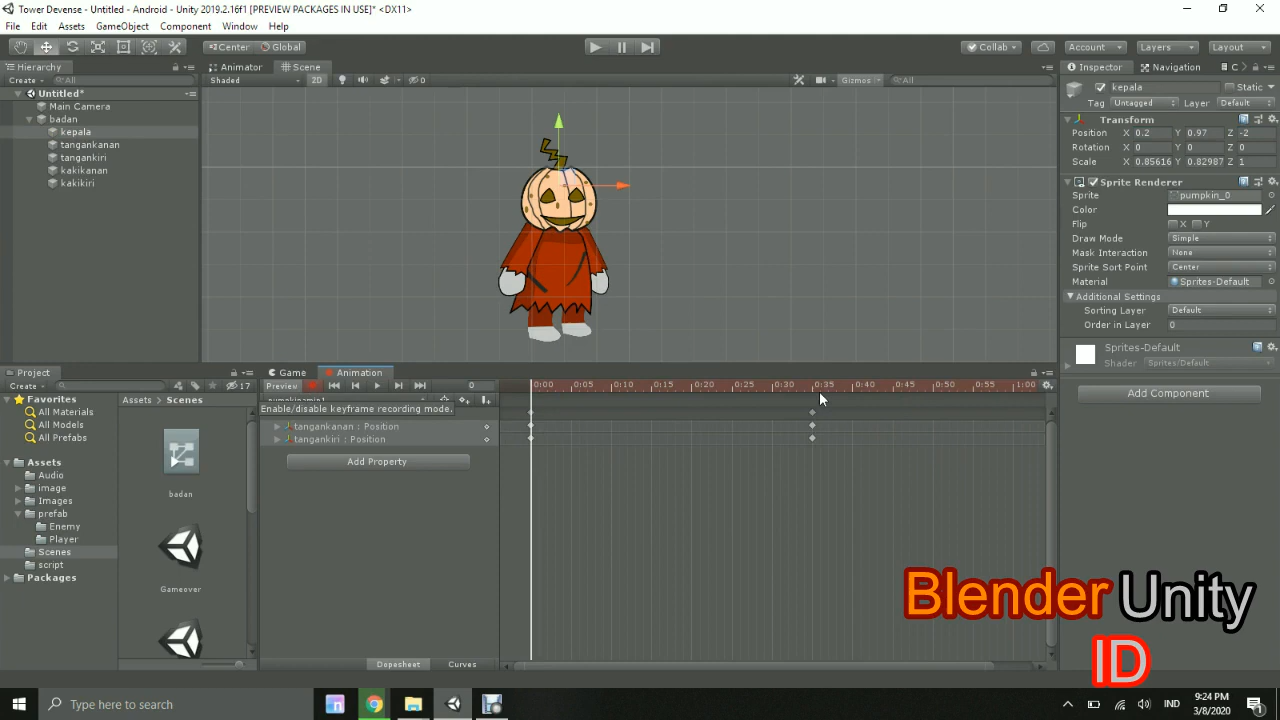 Tower Devense - Untitled - Android - Unity 2019.2.16f1 [PREVIEW PACKAGES IN USE]* <DX11>
File Edit Assets GameObject Component Window Help
Center Global Collab Account Layers Layout
Hierarchy Animator Scene Inspector Navigation C
Create All Shaded 2D 0 Gizmos All
kepala Static
Untitled*
Main Camera
badan
kepala
tangankanan
tangankiri
kakikanan
kakikiri
Tag Untagged Layer Default
Transform
Position X 0.2 Y 0.97 Z -2
Rotation X 0 Y 0 Z 0
Scale X 0.85616 Y 0.82987 Z 1
Sprite Renderer
Sprite pumpkin_0
Color
Flip X Y
Draw Mode Simple
Mask Interaction None
Sprite Sort Point Center
Material Sprites-Default
Additional Settings
Sorting Layer Default
Order in Layer 0
Sprites-Default
Shader Sprites/Default
Add Component
Project Game Animation
Create 17 Preview 0 0:00 0:05 0:10 0:15 0:20 0:25 0:30 0:35 0:40 0:45 0:50 0:55 1:00
Enable/disable keyframe recording mode.
tangankanan : Position
tangankiri : Position
Add Property
Favorites
All Materials
All Models
All Prefabs
Assets
Audio
image
Images
prefab
Enemy
Player
Scenes
script
Packages
Assets Scenes
badan
Gameover
Dopesheet Curves
Blender Unity
ID
Type here to search
IND
9:24 PM
3/8/2020
1